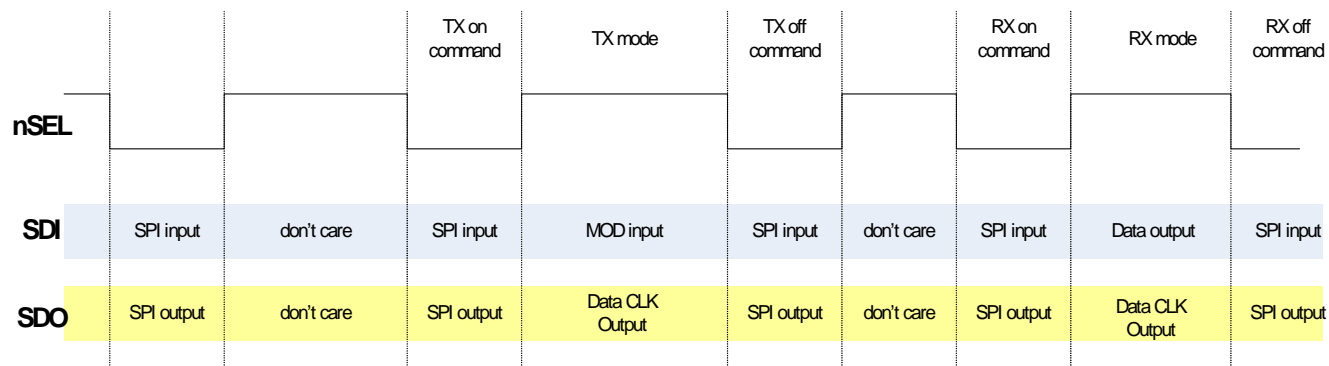 TX on command TX mode TX off command RX on command RX mode RX off command
nSEL
SDI SPI input don't care SPI input MOD input SPI input don't care SPI input Data output SPI input
SDO SPI output don't care SPI output Data CLK Output SPI output don't care SPI output Data CLK Output SPI output